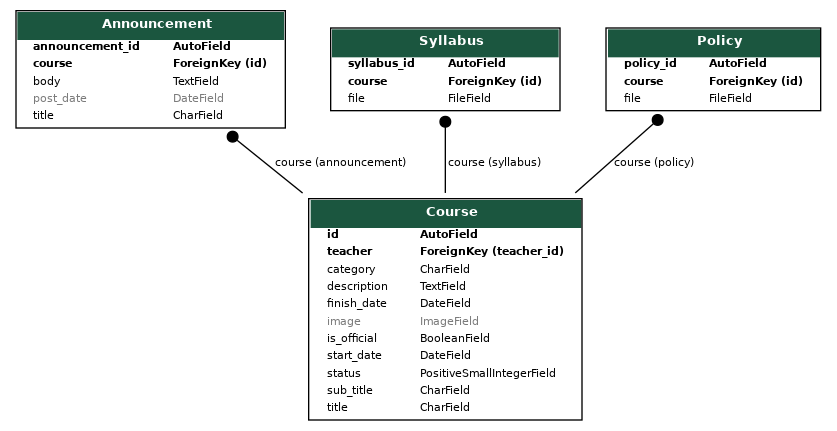 Announcement
announcement_id AutoField
course ForeignKey (id)
body TextField
post_date DateField
title CharField
Syllabus
syllabus_id AutoField
course ForeignKey (id)
file FileField
Policy
policy_id AutoField
course ForeignKey (id)
file FileField
course (announcement)
course (syllabus)
course (policy)
Course
id AutoField
teacher ForeignKey (teacher_id)
category CharField
description TextField
finish_date DateField
image ImageField
is_official BooleanField
start_date DateField
status PositiveSmallIntegerField
sub_title CharField
title CharField